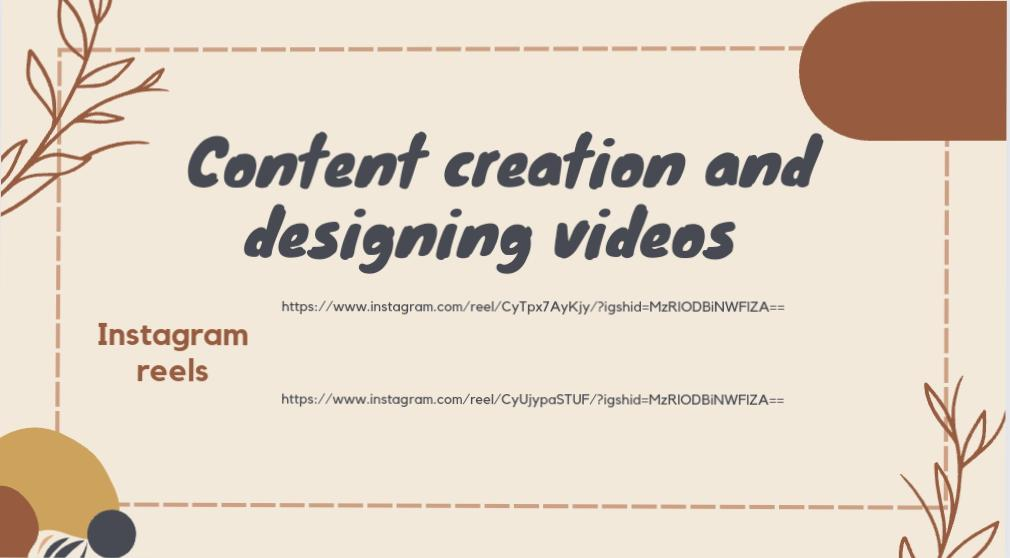 Content creation and
designing videos
https://www.instagram.com/reel/CyTpx7AyKjy/?igshid=MzRlODBiNWFlZA==
Instagram
reels
https://www.instagram.com/reel/CyUjypaSTUF/?igshid=MzRlODBiNWFlZA==